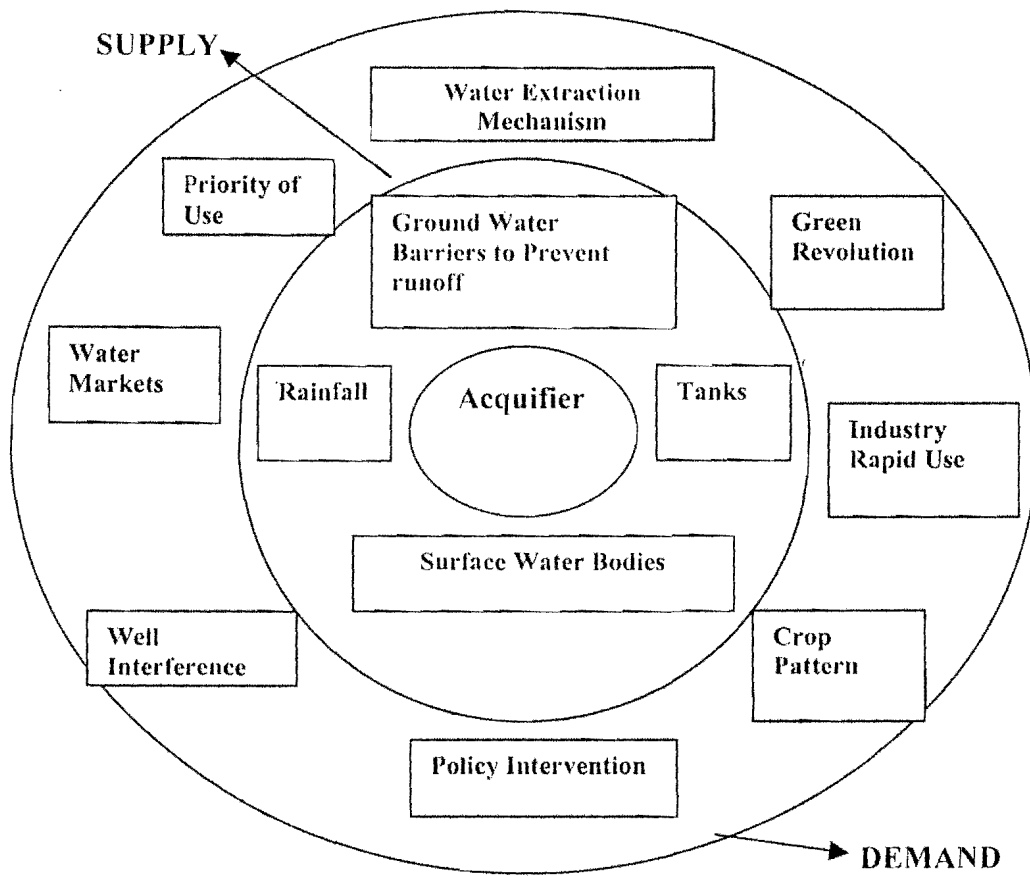 SUPPLY
Water Extraction
Mechanism
Priority of
Use
Ground Water
Barriers to Prevent
runoff
Green
Revolution
Water
Markets
Rainfall
Acquifier
Tanks
Industry
Rapid Use
Surface Water Bodies
Well
Interference
Crop
Pattern
Policy Intervention
DEMAND